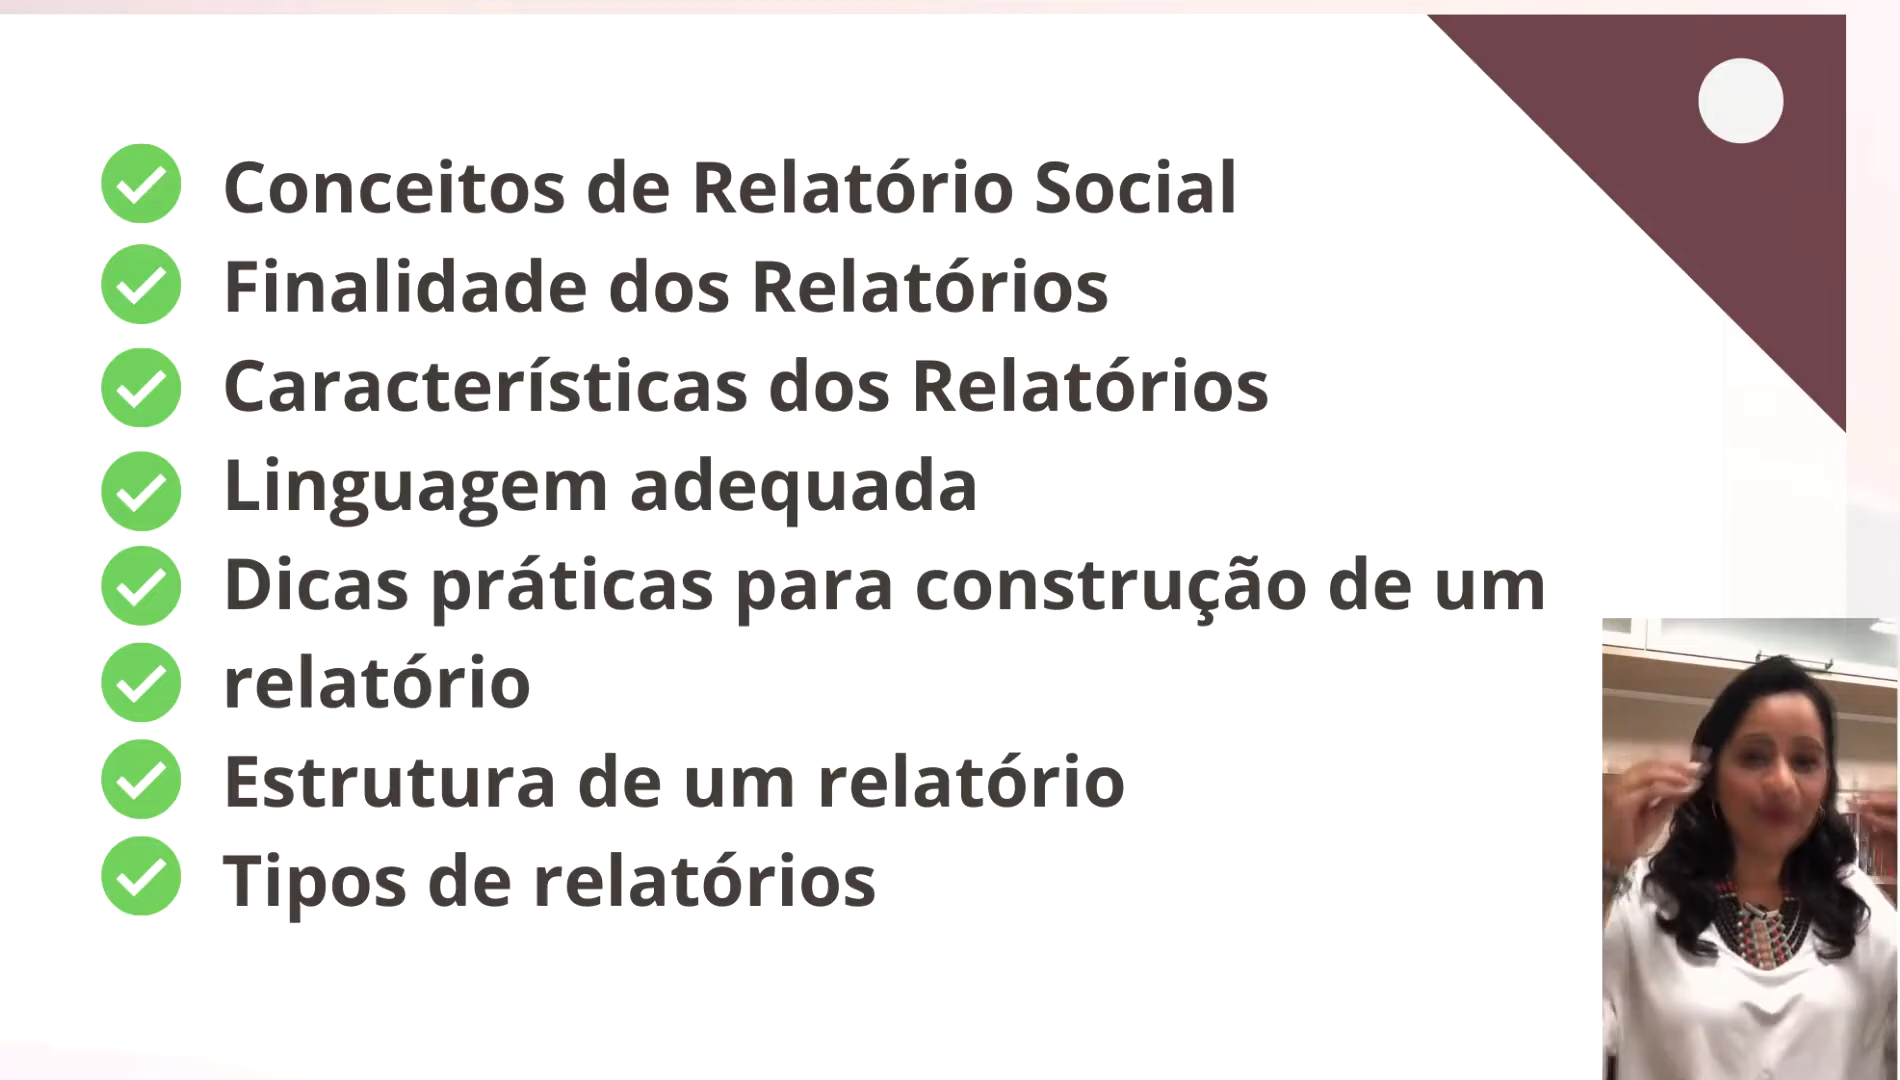 Conceitos de Relatório Social
Finalidade dos Relatórios
Características dos Relatórios
Linguagem adequada
Dicas práticas para construção de um
relatório
Estrutura de um relatório
Tipos de relatórios